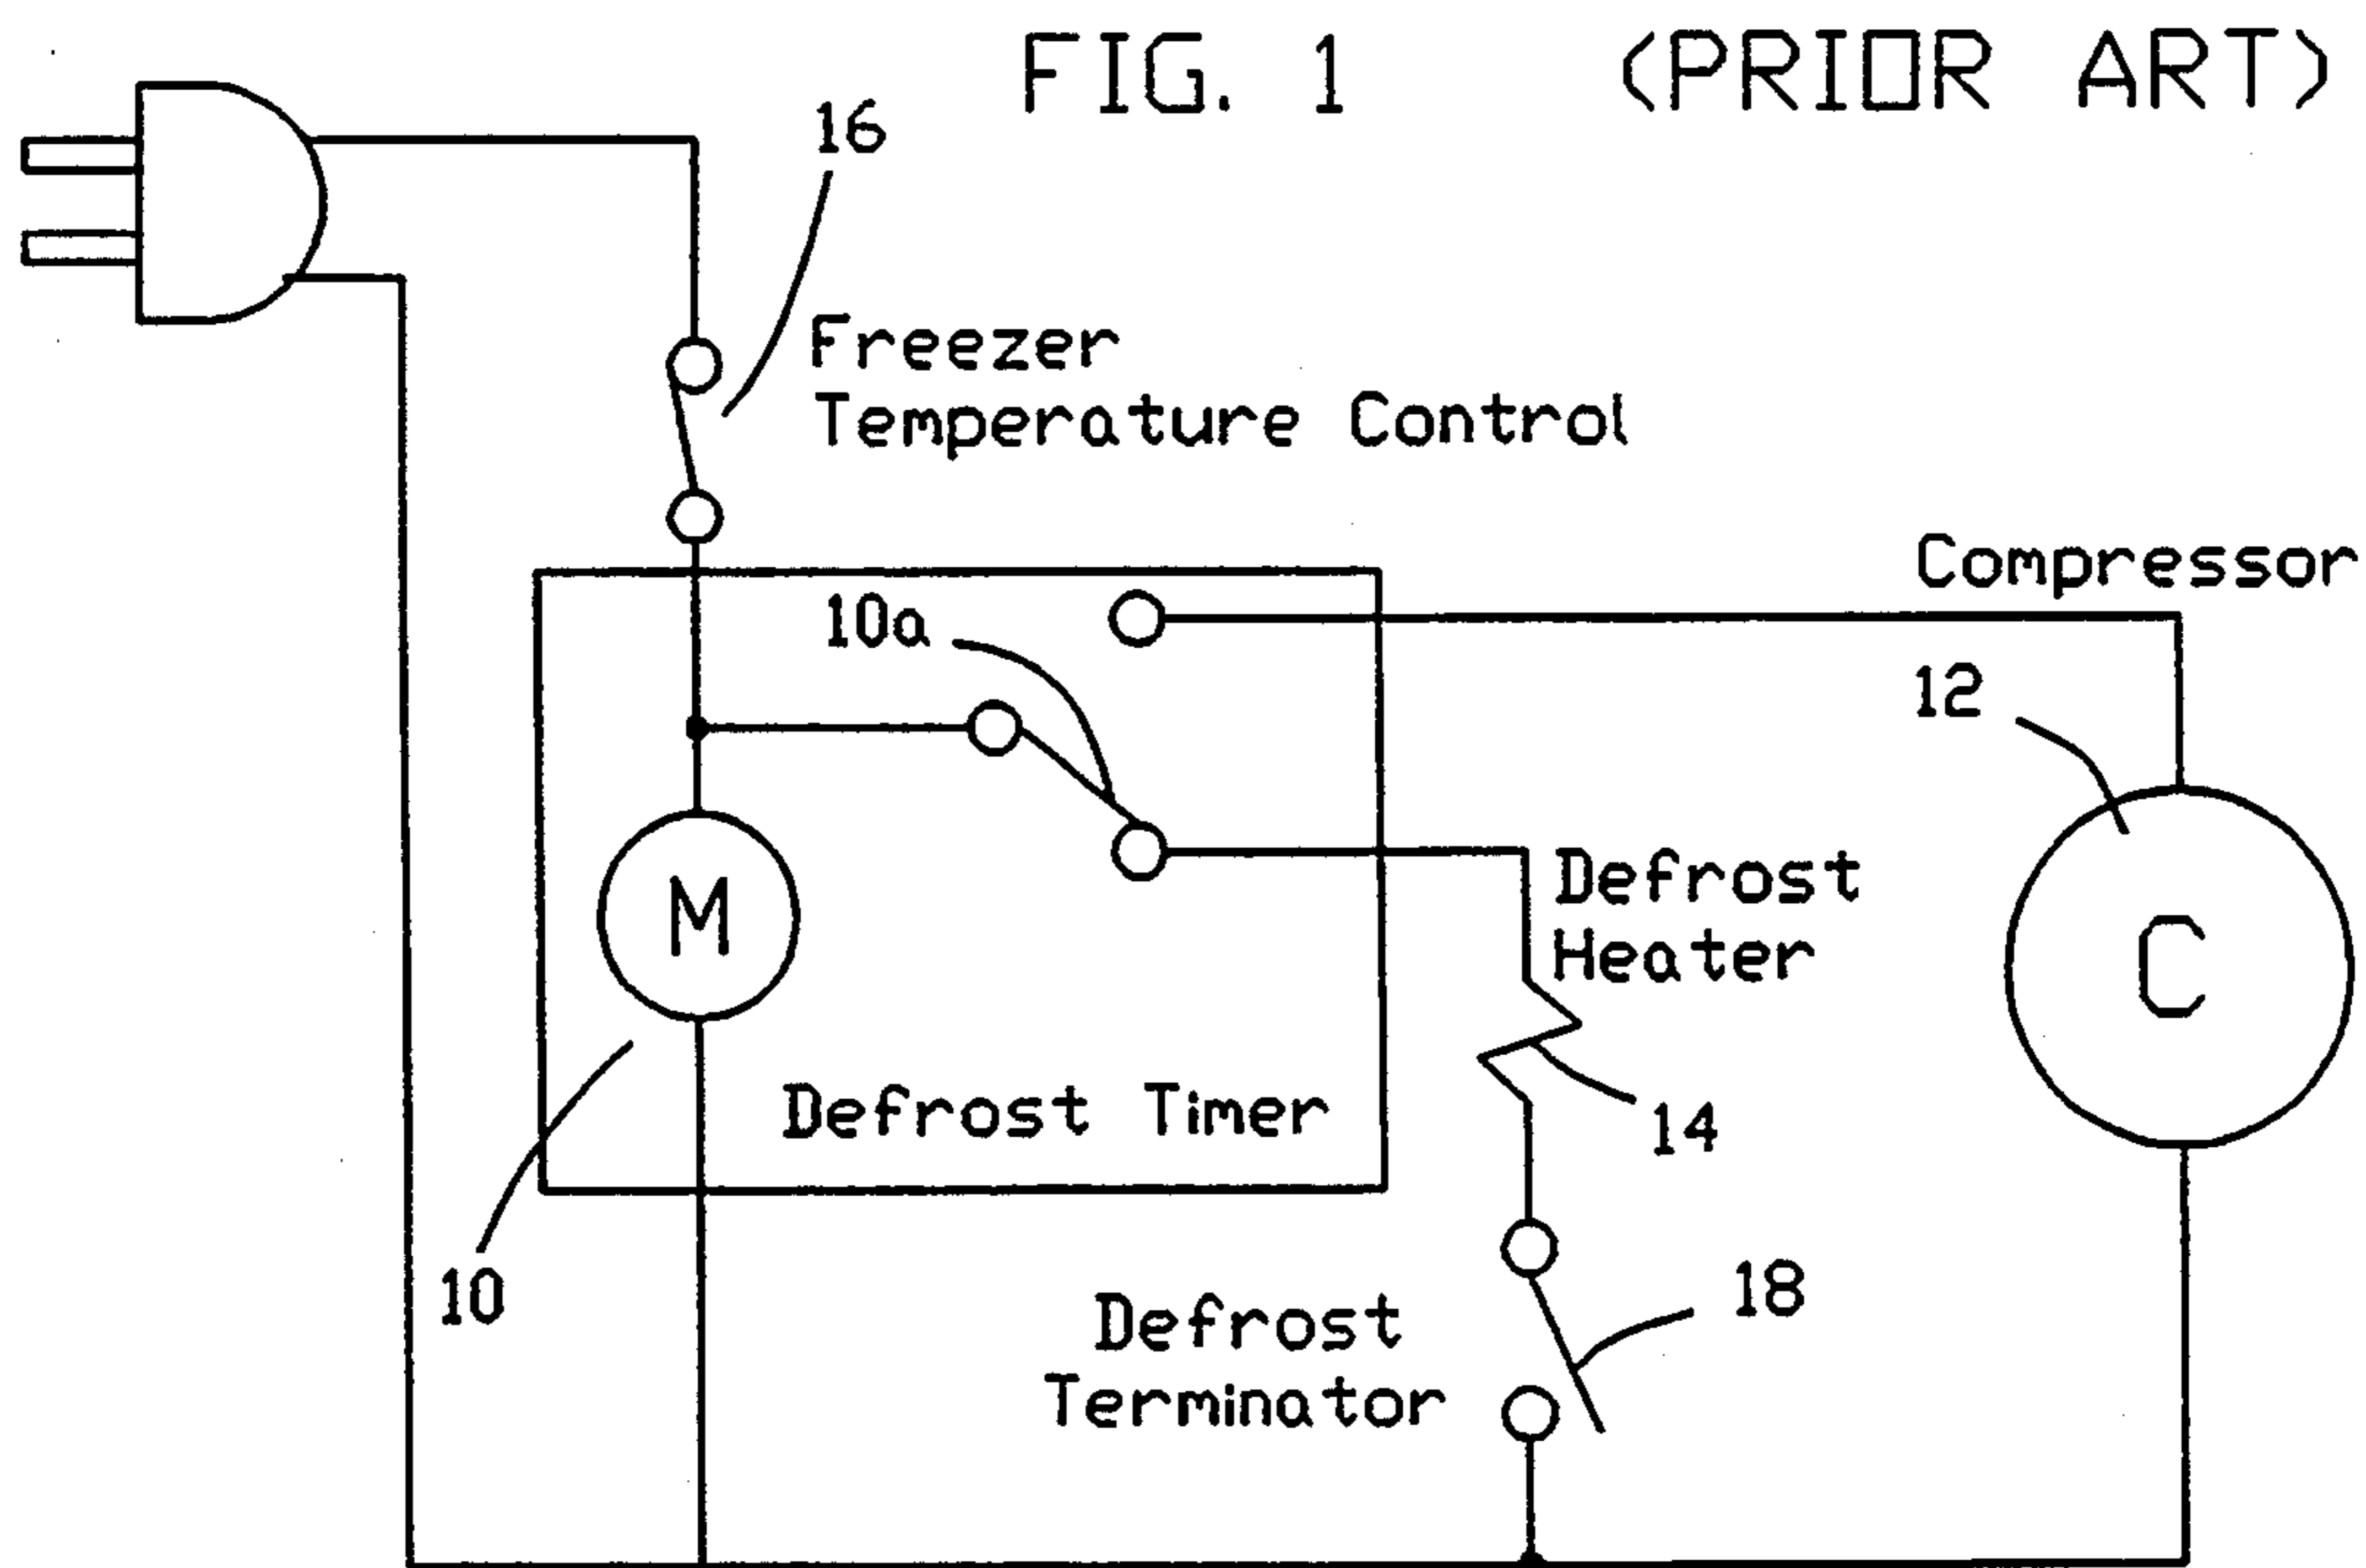 FIG. 1 (PRIOR ART)
16
Freezer
Temperature Control
Compressor
10a
12
Defrost
Heater
M
C
Defrost Timer
14
10
18
Defrost
Terminator